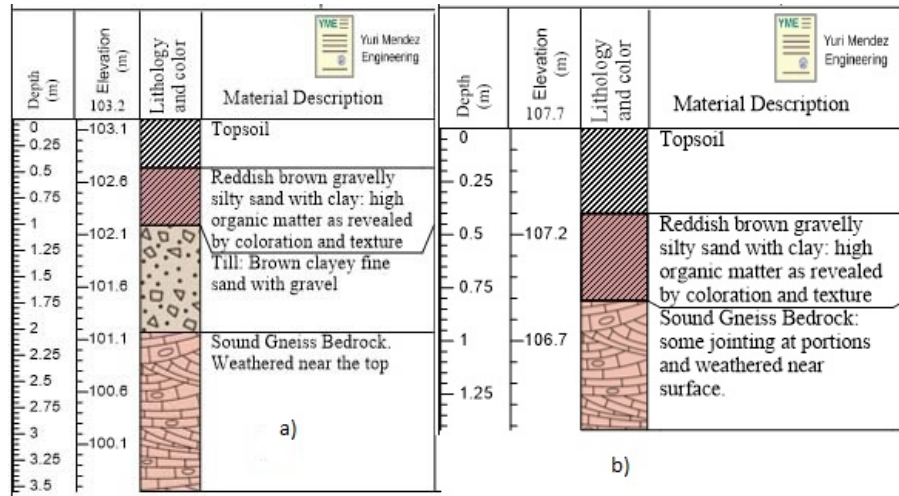 Depth
(m)
Elevation
(m)
103.2
Lithology
and color
YME
Yuri Mendez
Engineering
Material Description
0
0.25
0.5
0.75
1
1.25
1.5
1.75
2
2.25
2.5
2.75
3
3.25
3.5
103.1
102.6
102.1
101.6
101.1
100.6
100.1
Topsoil
Reddish brown gravelly
silty sand with clay: high
organic matter as revealed
by coloration and texture
Till: Brown clayey fine
sand with gravel
Sound Gneiss Bedrock.
Weathered near the top
a)
Depth
(m)
Elevation
(m)
107.7
Lithology
and color
YME
Yuri Mendez
Engineering
Material Description
0
0.25
0.5
0.75
1
1.25
107.2
106.7
Topsoil
Reddish brown gravelly
silty sand with clay: high
organic matter as revealed
by coloration and texture
Sound Gneiss Bedrock:
some jointing at portions
and weathered near
surface.
b)